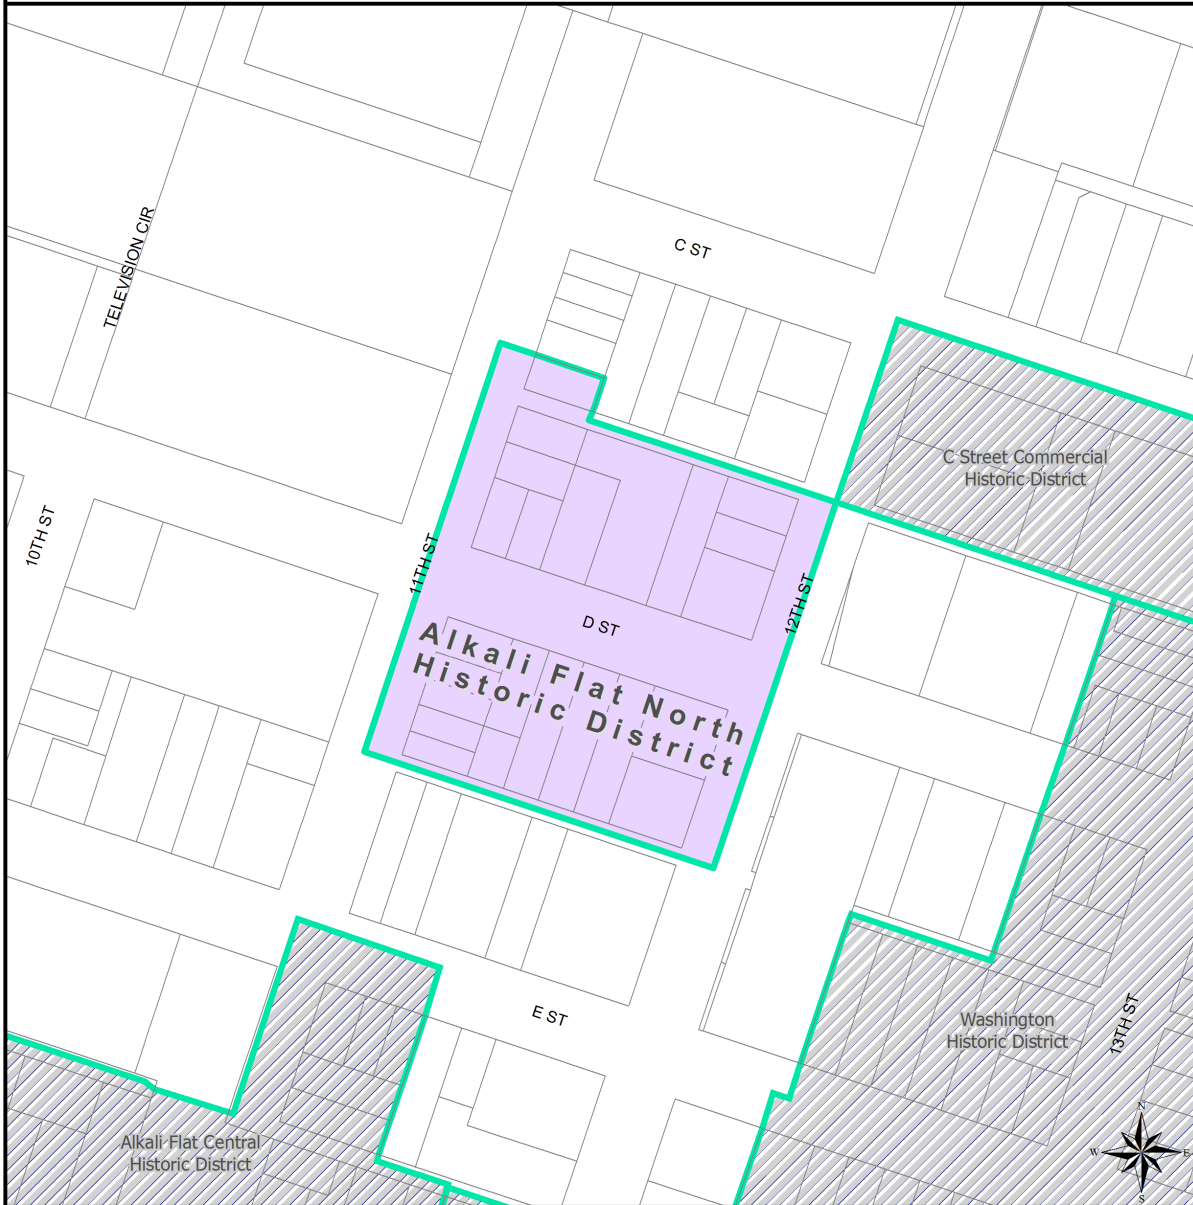 C ST
TELEVISION CIR
C Street Commercial
Historic District
10TH ST
11TH ST
12TH ST
D ST
Alkali Flat North
Historic District
E ST
Washington
Historic District
13TH ST
Alkali Flat Central
Historic District
N
W
E
S